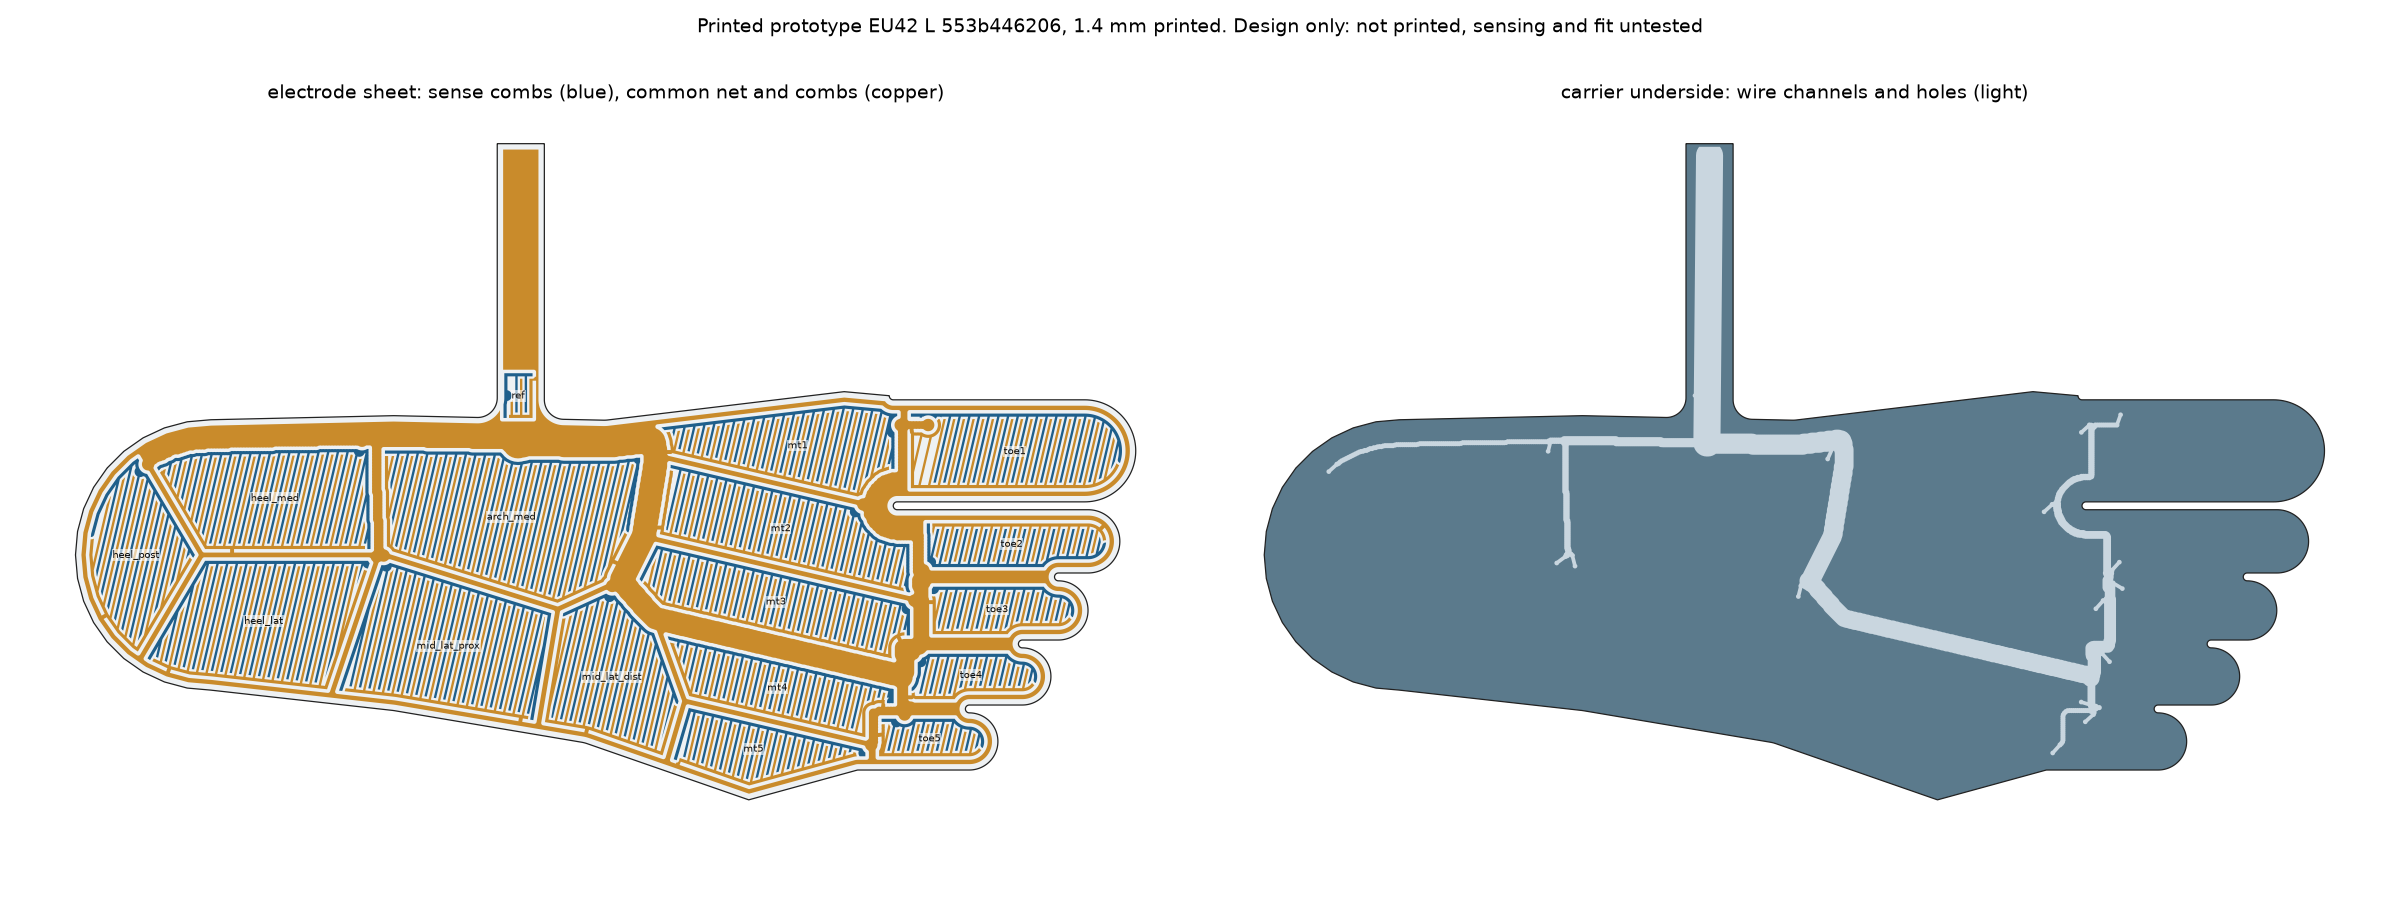 Printed prototype EU42 L 553b446206, 1.4 mm printed. Design only: not printed, sensing and fit untested
electrode sheet: sense combs (blue), common net and combs (copper)
carrier underside: wire channels and holes (light)
ref
mt1
toe1
heel_med
arch_med
mt2
toe2
heel_post
mt3
toe3
heel_lat
mid_lat_prox
mid_lat_dist
mt4
toe4
mt5
toe5